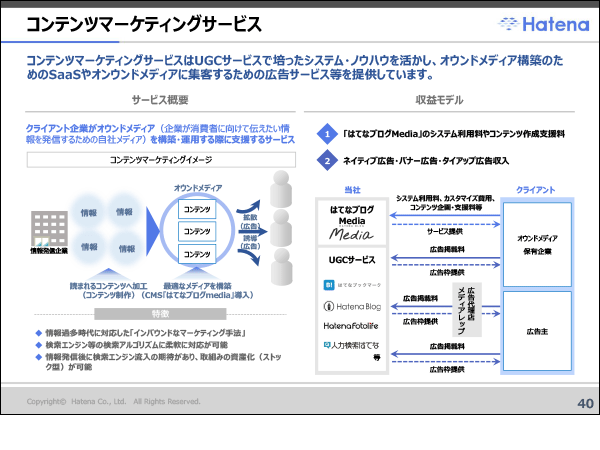 コンテンツマーケティングサービス
Hatena
コンテンツマーケティングサービスはUGCサービスで培ったシステム・ノウハウを活かし、オウンドメディア構築のた
めのSaaSやオンウンドメディアに集客するための広告サービス等を提供しています。
サービス概要
クライアント企業がオウンドメディア（企業が消費者に向けて伝えたい情
報を発信するための自社メディア）を構築・運用する際に支援するサービス
コンテンツマーケティングイメージ
オウンドメディア
情報
情報
情報
情報
コンテンツ
コンテンツ
コンテンツ
拡散
（広告）
誘導
（広告）
情報発信企業
読まれるコンテンツへ加工
（コンテンツ制作）
最適なメディアを構築
（CMS「はてなブログmedia」導入）
特徴
情報過多時代に対応した「インバウンドなマーケティング手法」
検索エンジン等の検索アルゴリズムに柔軟に対応が可能
情報発信後に検索エンジン流入の期待があり、取組みの資産化（ストッ
ク型）が可能
収益モデル
1 「はてなブログMedia」のシステム利用料やコンテンツ作成支援料
2 ネイティブ広告・バナー広告・タイアップ広告収入
当社
クライアント
はてなブログ
Media
Media
UGCサービス
B! はてなブックマーク
Hatena Blog
Hatena Fotolife
人力検索はてな
等
システム利用料、カスタマイズ費用、
コンテンツ企画・支援料等
サービス提供
広告掲載料
広告枠提供
広告掲載料
広告枠提供
広告代理店
メディアレップ
広告掲載料
広告枠提供
オウンドメディア
保有企業
広告主
Copyright© Hatena Co., Ltd. All Rights Reserved.
40